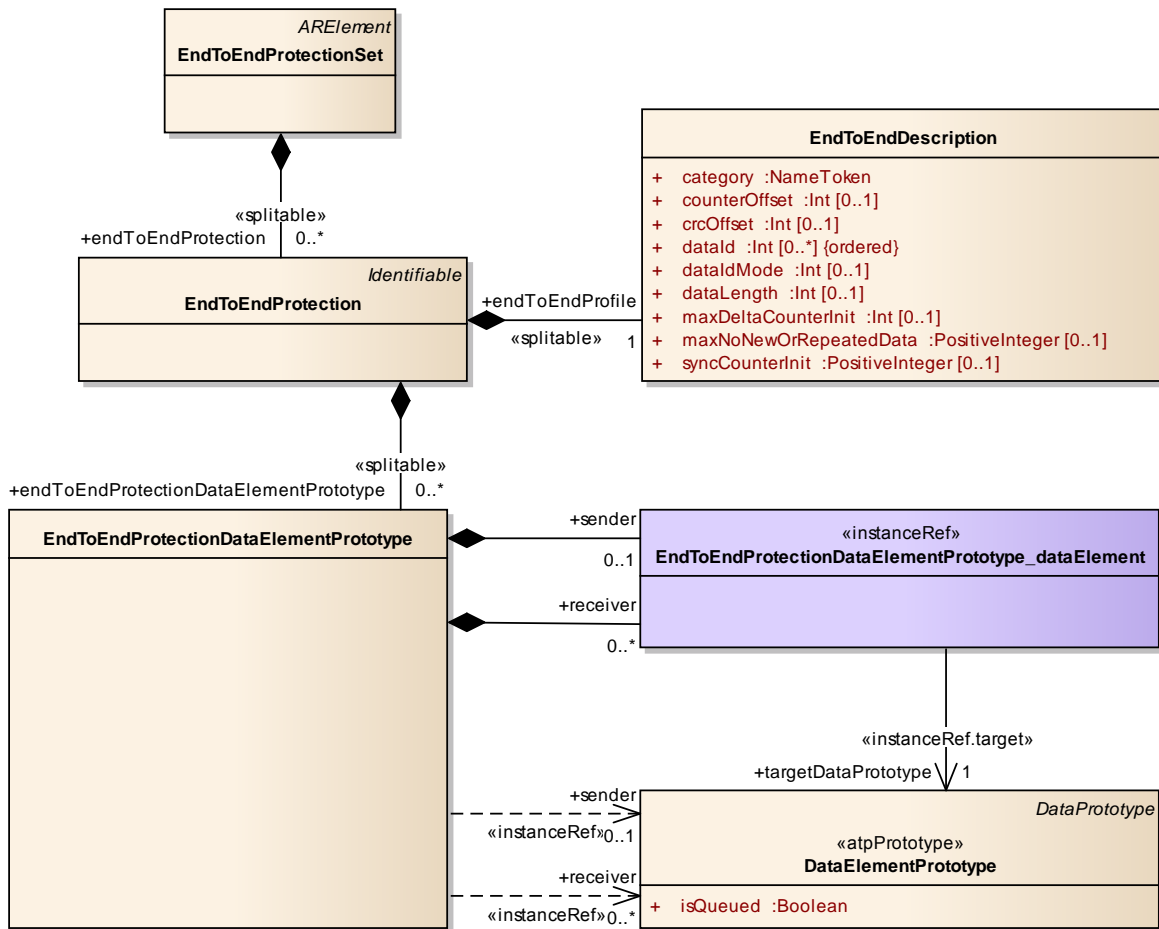 ARElement
EndToEndProtectionSet
«splitable»
+endToEndProtection 0..*
Identifiable
EndToEndProtection
+endToEndProfile
«splitable» 1
EndToEndDescription
+ category :NameToken
+ counterOffset :Int [0..1]
+ crcOffset :Int [0..1]
+ dataId :Int [0..*] {ordered}
+ dataIdMode :Int [0..1]
+ dataLength :Int [0..1]
+ maxDeltaCounterInit :Int [0..1]
+ maxNoNewOrRepeatedData :PositiveInteger [0..1]
+ syncCounterInit :PositiveInteger [0..1]
«splitable»
+endToEndProtectionDataElementPrototype 0..*
EndToEndProtectionDataElementPrototype
+sender
0..1
+receiver
0..*
«instanceRef»
EndToEndProtectionDataElementPrototype_dataElement
«instanceRef.target»
+targetDataPrototype 1
+sender
«instanceRef» 0..1
+receiver
«instanceRef» 0..*
DataPrototype
«atpPrototype»
DataElementPrototype
+ isQueued :Boolean